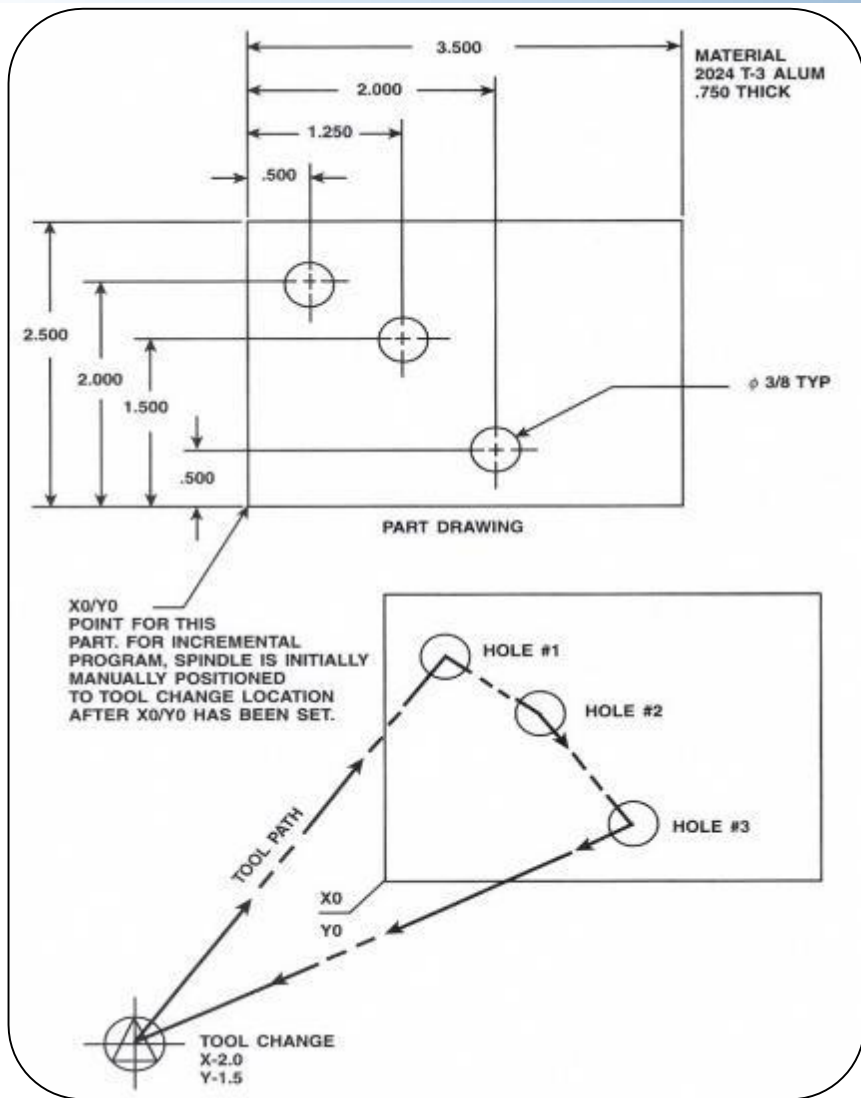 3.500
MATERIAL
2024 T-3 ALUM
.750 THICK
2.000
1.250
.500
2.500
2.000
1.500
.500
ϕ 3/8 TYP
PART DRAWING
X0/Y0
POINT FOR THIS
PART. FOR INCREMENTAL
PROGRAM, SPINDLE IS INITIALLY
MANUALLY POSITIONED
TO TOOL CHANGE LOCATION
AFTER X0/Y0 HAS BEEN SET.
HOLE #1
HOLE #2
HOLE #3
TOOL PATH
X0
Y0
TOOL CHANGE
X-2.0
Y-1.5